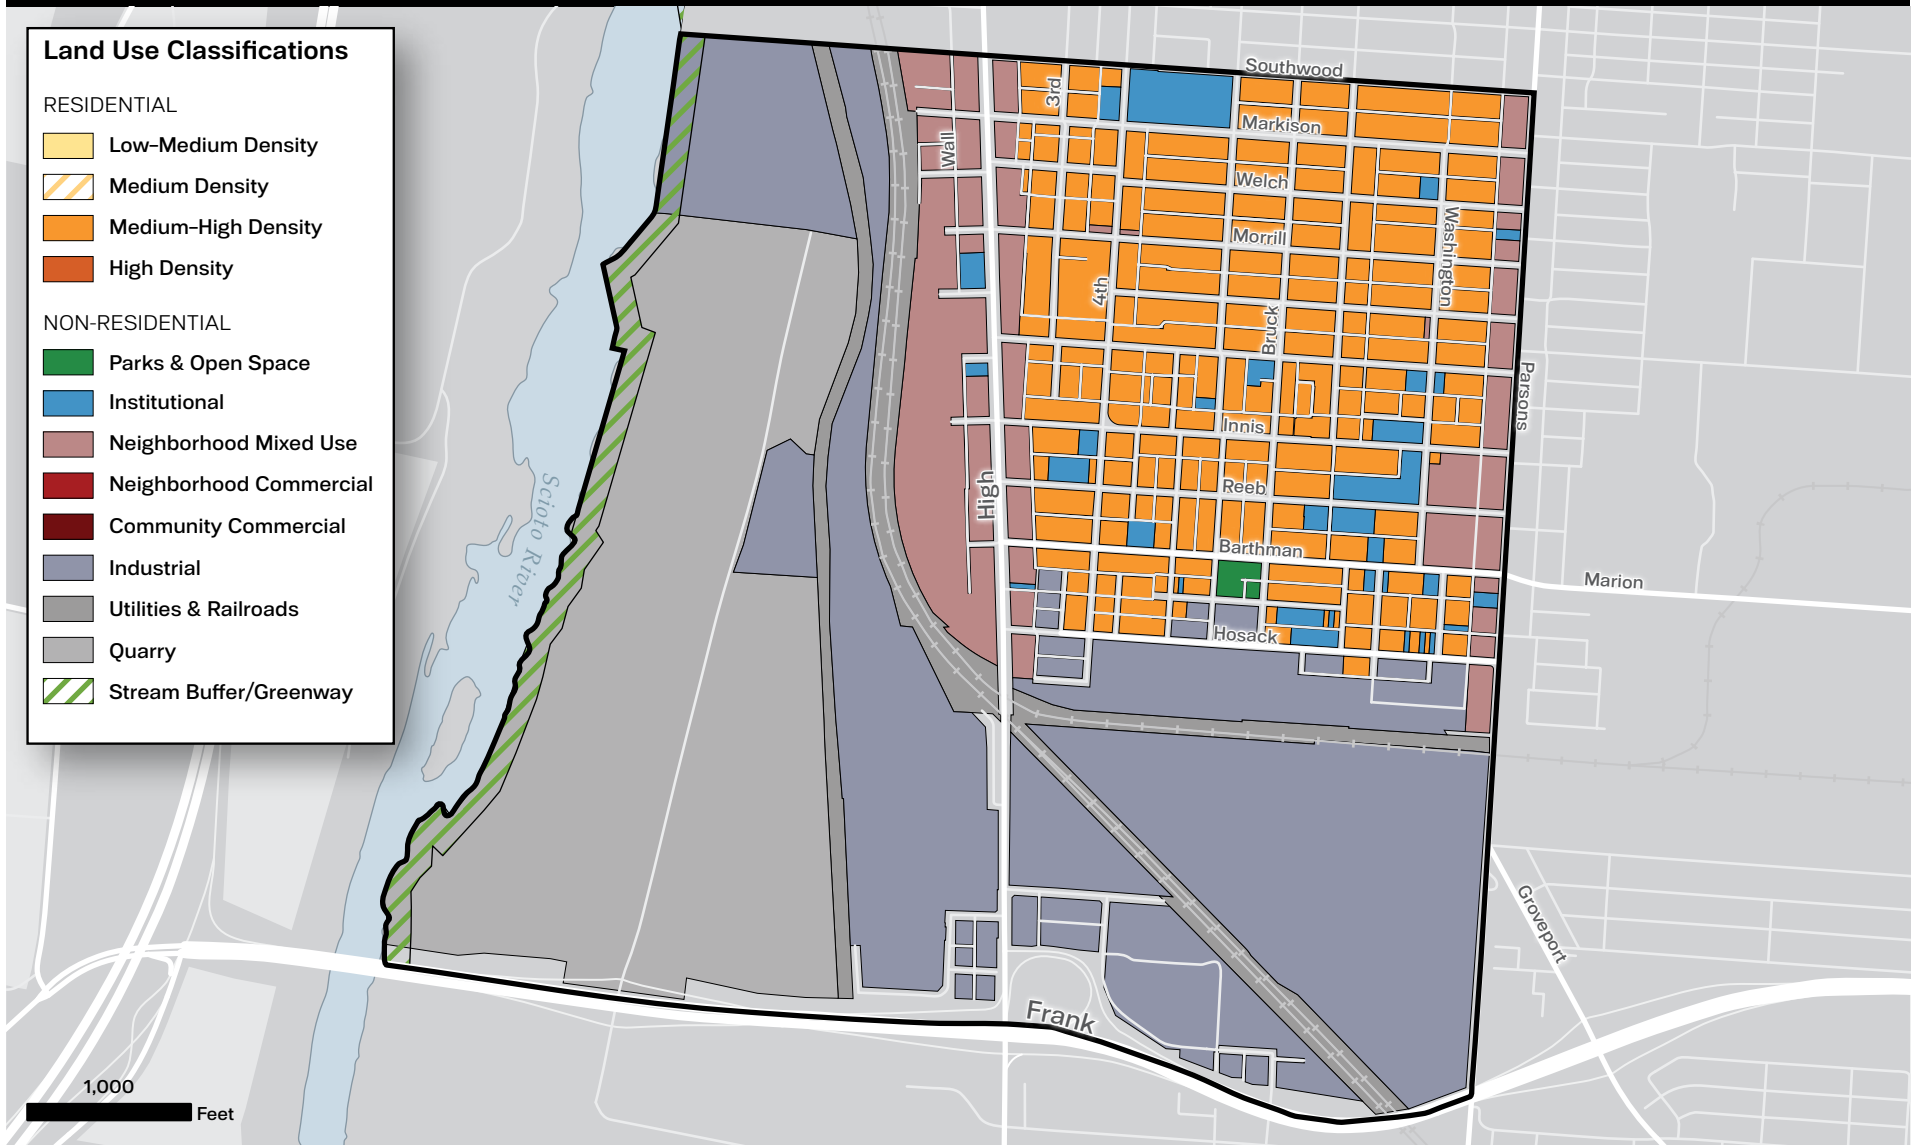 Land Use Classifications
RESIDENTIAL
Low-Medium Density
Medium Density
Medium-High Density
High Density
NON-RESIDENTIAL
Parks & Open Space
Institutional
Neighborhood Mixed Use
Neighborhood Commercial
Community Commercial
Industrial
Utilities & Railroads
Quarry
Stream Buffer/Greenway
1,000
Feet
Scioto River
Southwood
3rd
Markison
Wall
Welch
Washington
Morrill
4th
Bruck
Parsons
Innis
High
Reeb
Barthman
Marion
Hosack
Groveport
Frank